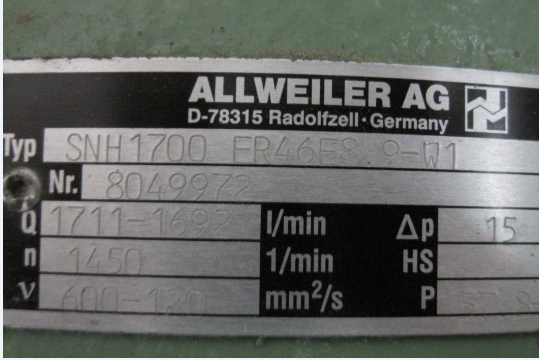 ALLWEILER AG
D-78315 Radolfzell · Germany
Typ SNH1700 ER46E8.9-W1
Nr. 8049972
Q 1711-1692 l/min Δp 15
n 1450 1/min HS
ν 600-120 mm²/s P